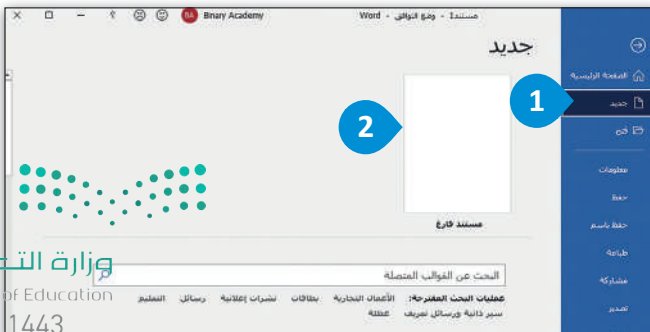 مستند1 - وضع التوافق - Word
BA Binary Academy
جديد
الصفحة الرئيسية
1
جديد
2
فتح
معلومات
حفظ
حفظ باسم
مستند فارغ
طباعة
البحث عن القوالب المتصلة
مشاركة
عمليات البحث المقترحة: الأعمال التجارية بطاقات نشرات إعلانية رسائل التعليم
سير ذاتية ورسائل تعريف عطلة
تصدير
وزارة التـ
of Education
1443